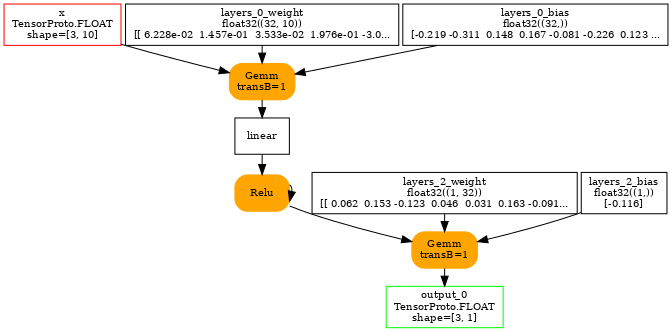 x
TensorProto.FLOAT
shape=[3, 10]
layers_0_weight
float32((32, 10))
[[ 6.228e-02 1.457e-01 3.533e-02 1.976e-01 -3.0...
layers_0_bias
float32((32,))
[-0.219 -0.311 0.148 0.167 -0.081 -0.226 0.123 ...
Gemm
transB=1
linear
Relu
layers_2_weight
float32((1, 32))
[[ 0.062 0.153 -0.123 0.046 0.031 0.163 -0.091...
layers_2_bias
float32((1,))
[-0.116]
Gemm
transB=1
output_0
TensorProto.FLOAT
shape=[3, 1]